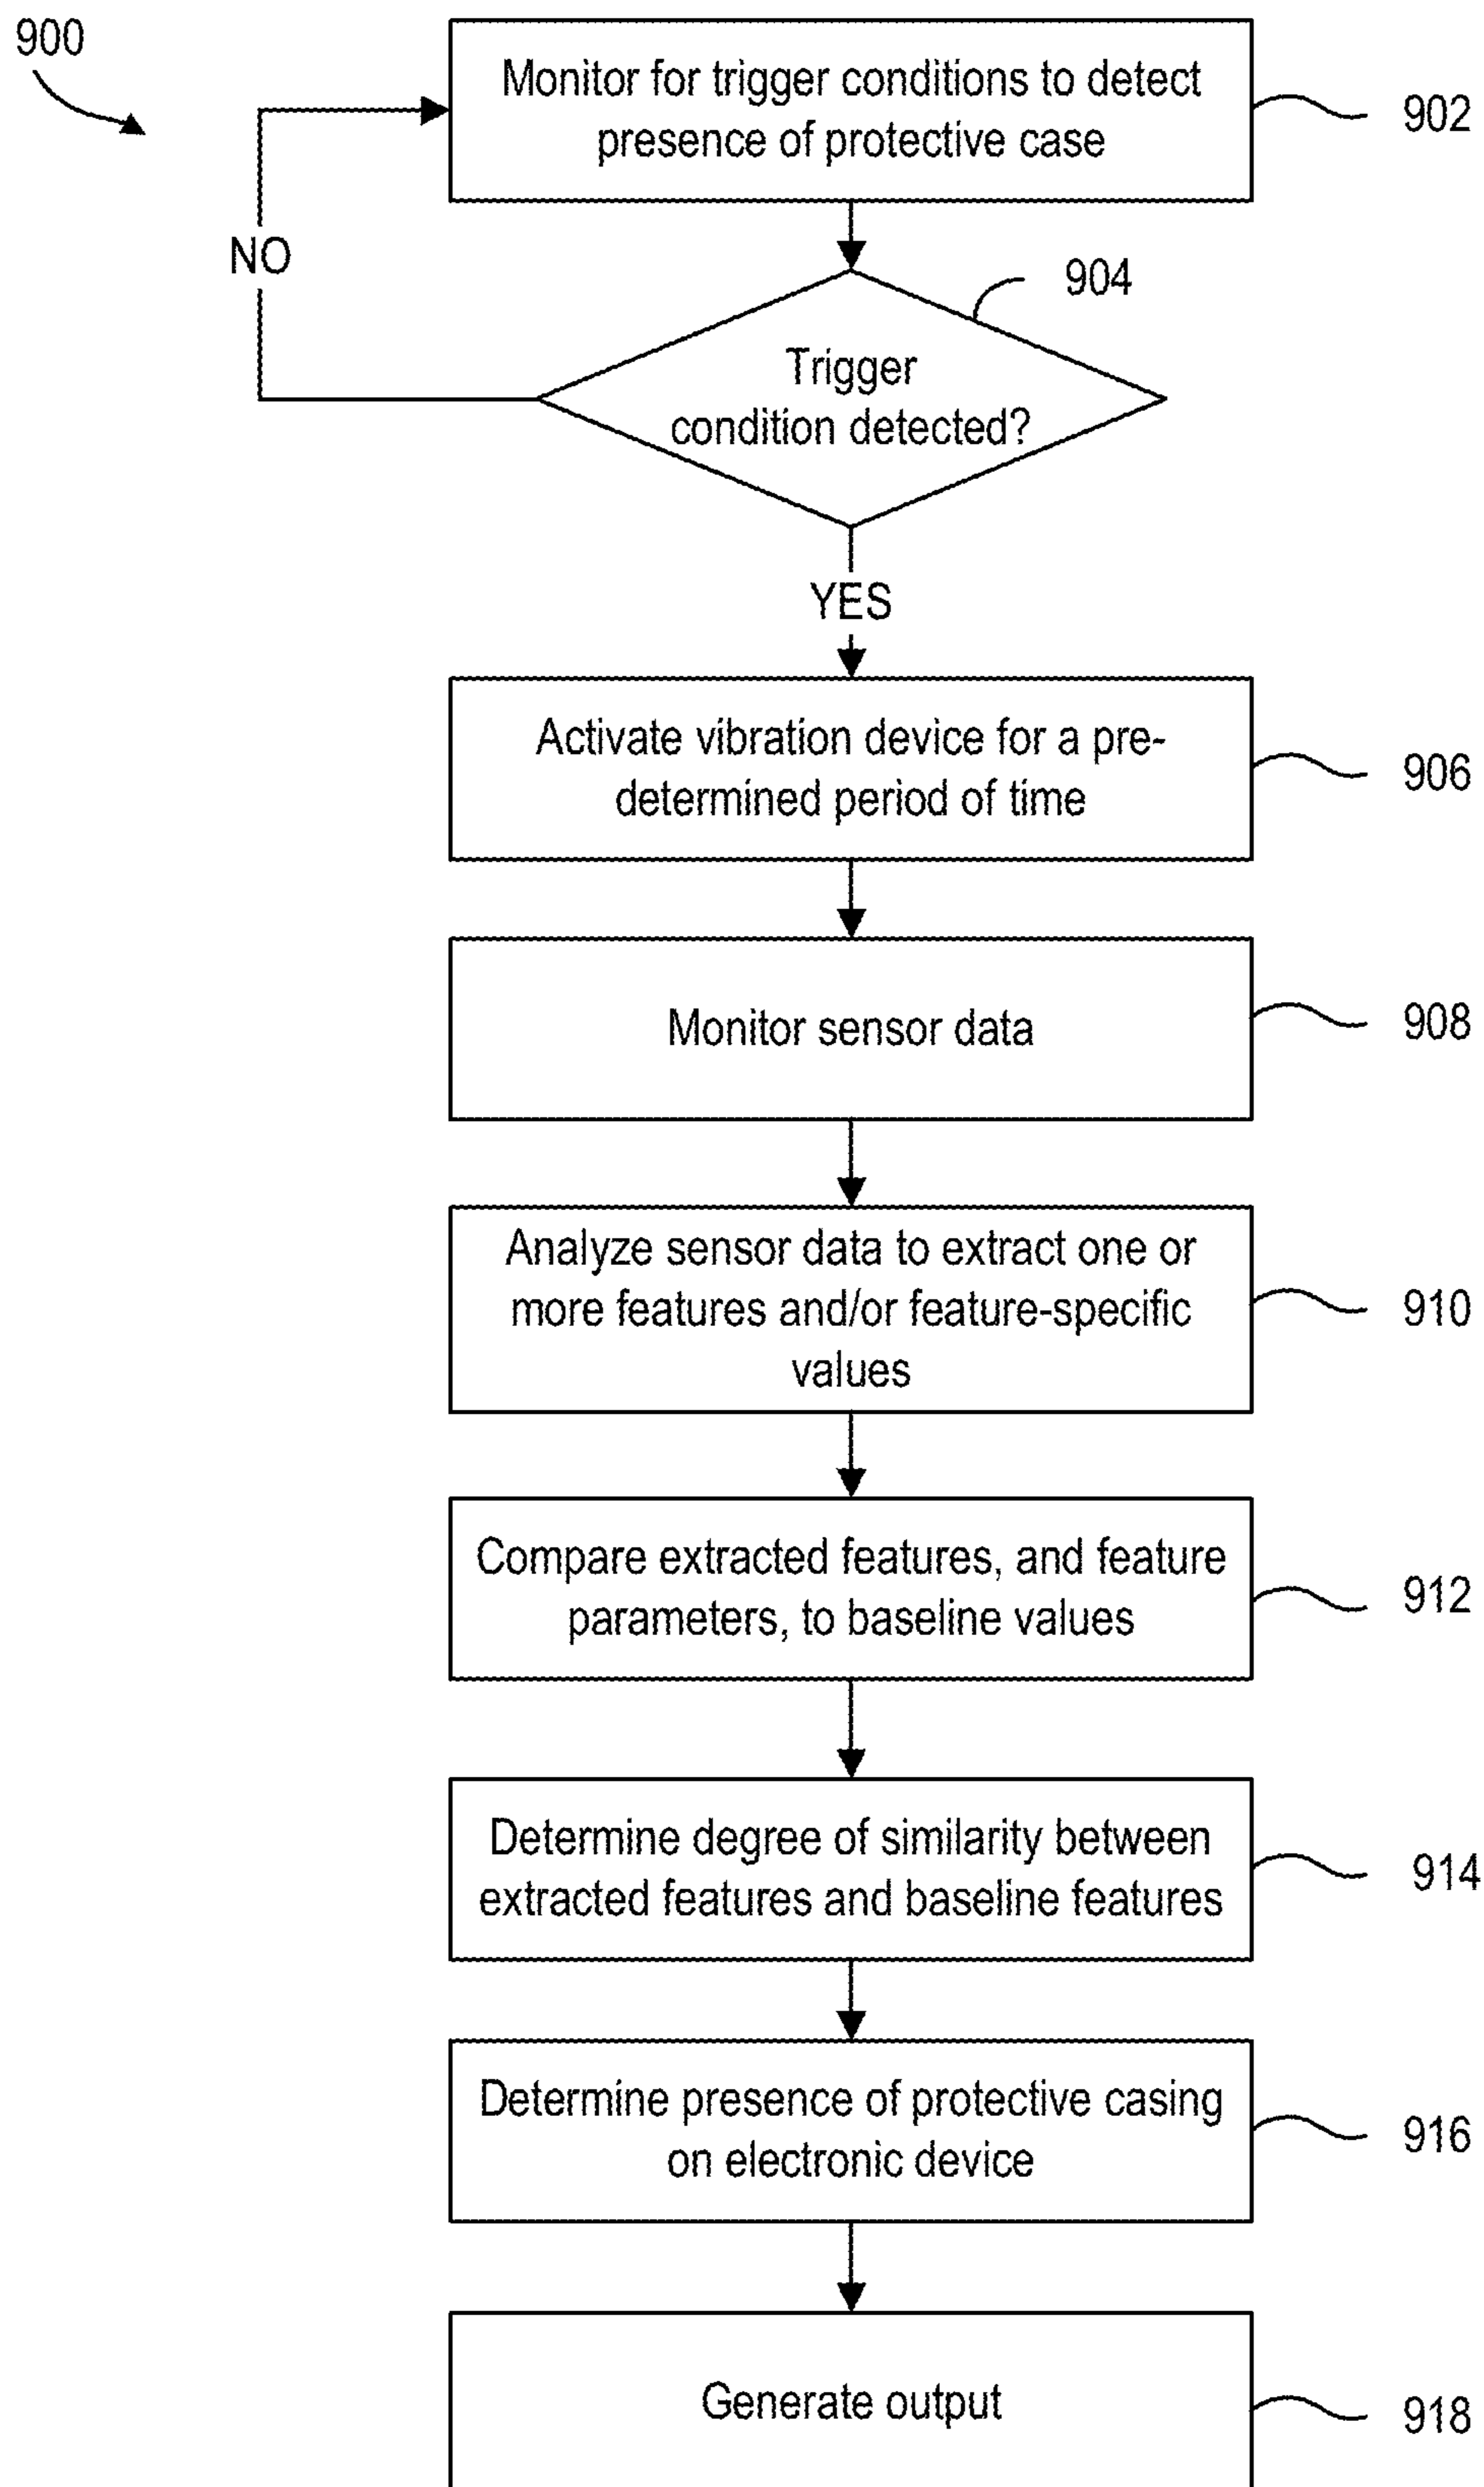 900
Monitor for trigger conditions to detect
presence of protective case
902
NO
904
Trigger
condition detected?
YES
Activate vibration device for a pre-
determined period of time
906
Monitor sensor data
908
Analyze sensor data to extract one or
more features and/or feature-specific
values
910
Compare extracted features, and feature
parameters, to baseline values
912
Determine degree of similarity between
extracted features and baseline features
914
Determine presence of protective casing
on electronic device
916
Generate output
918